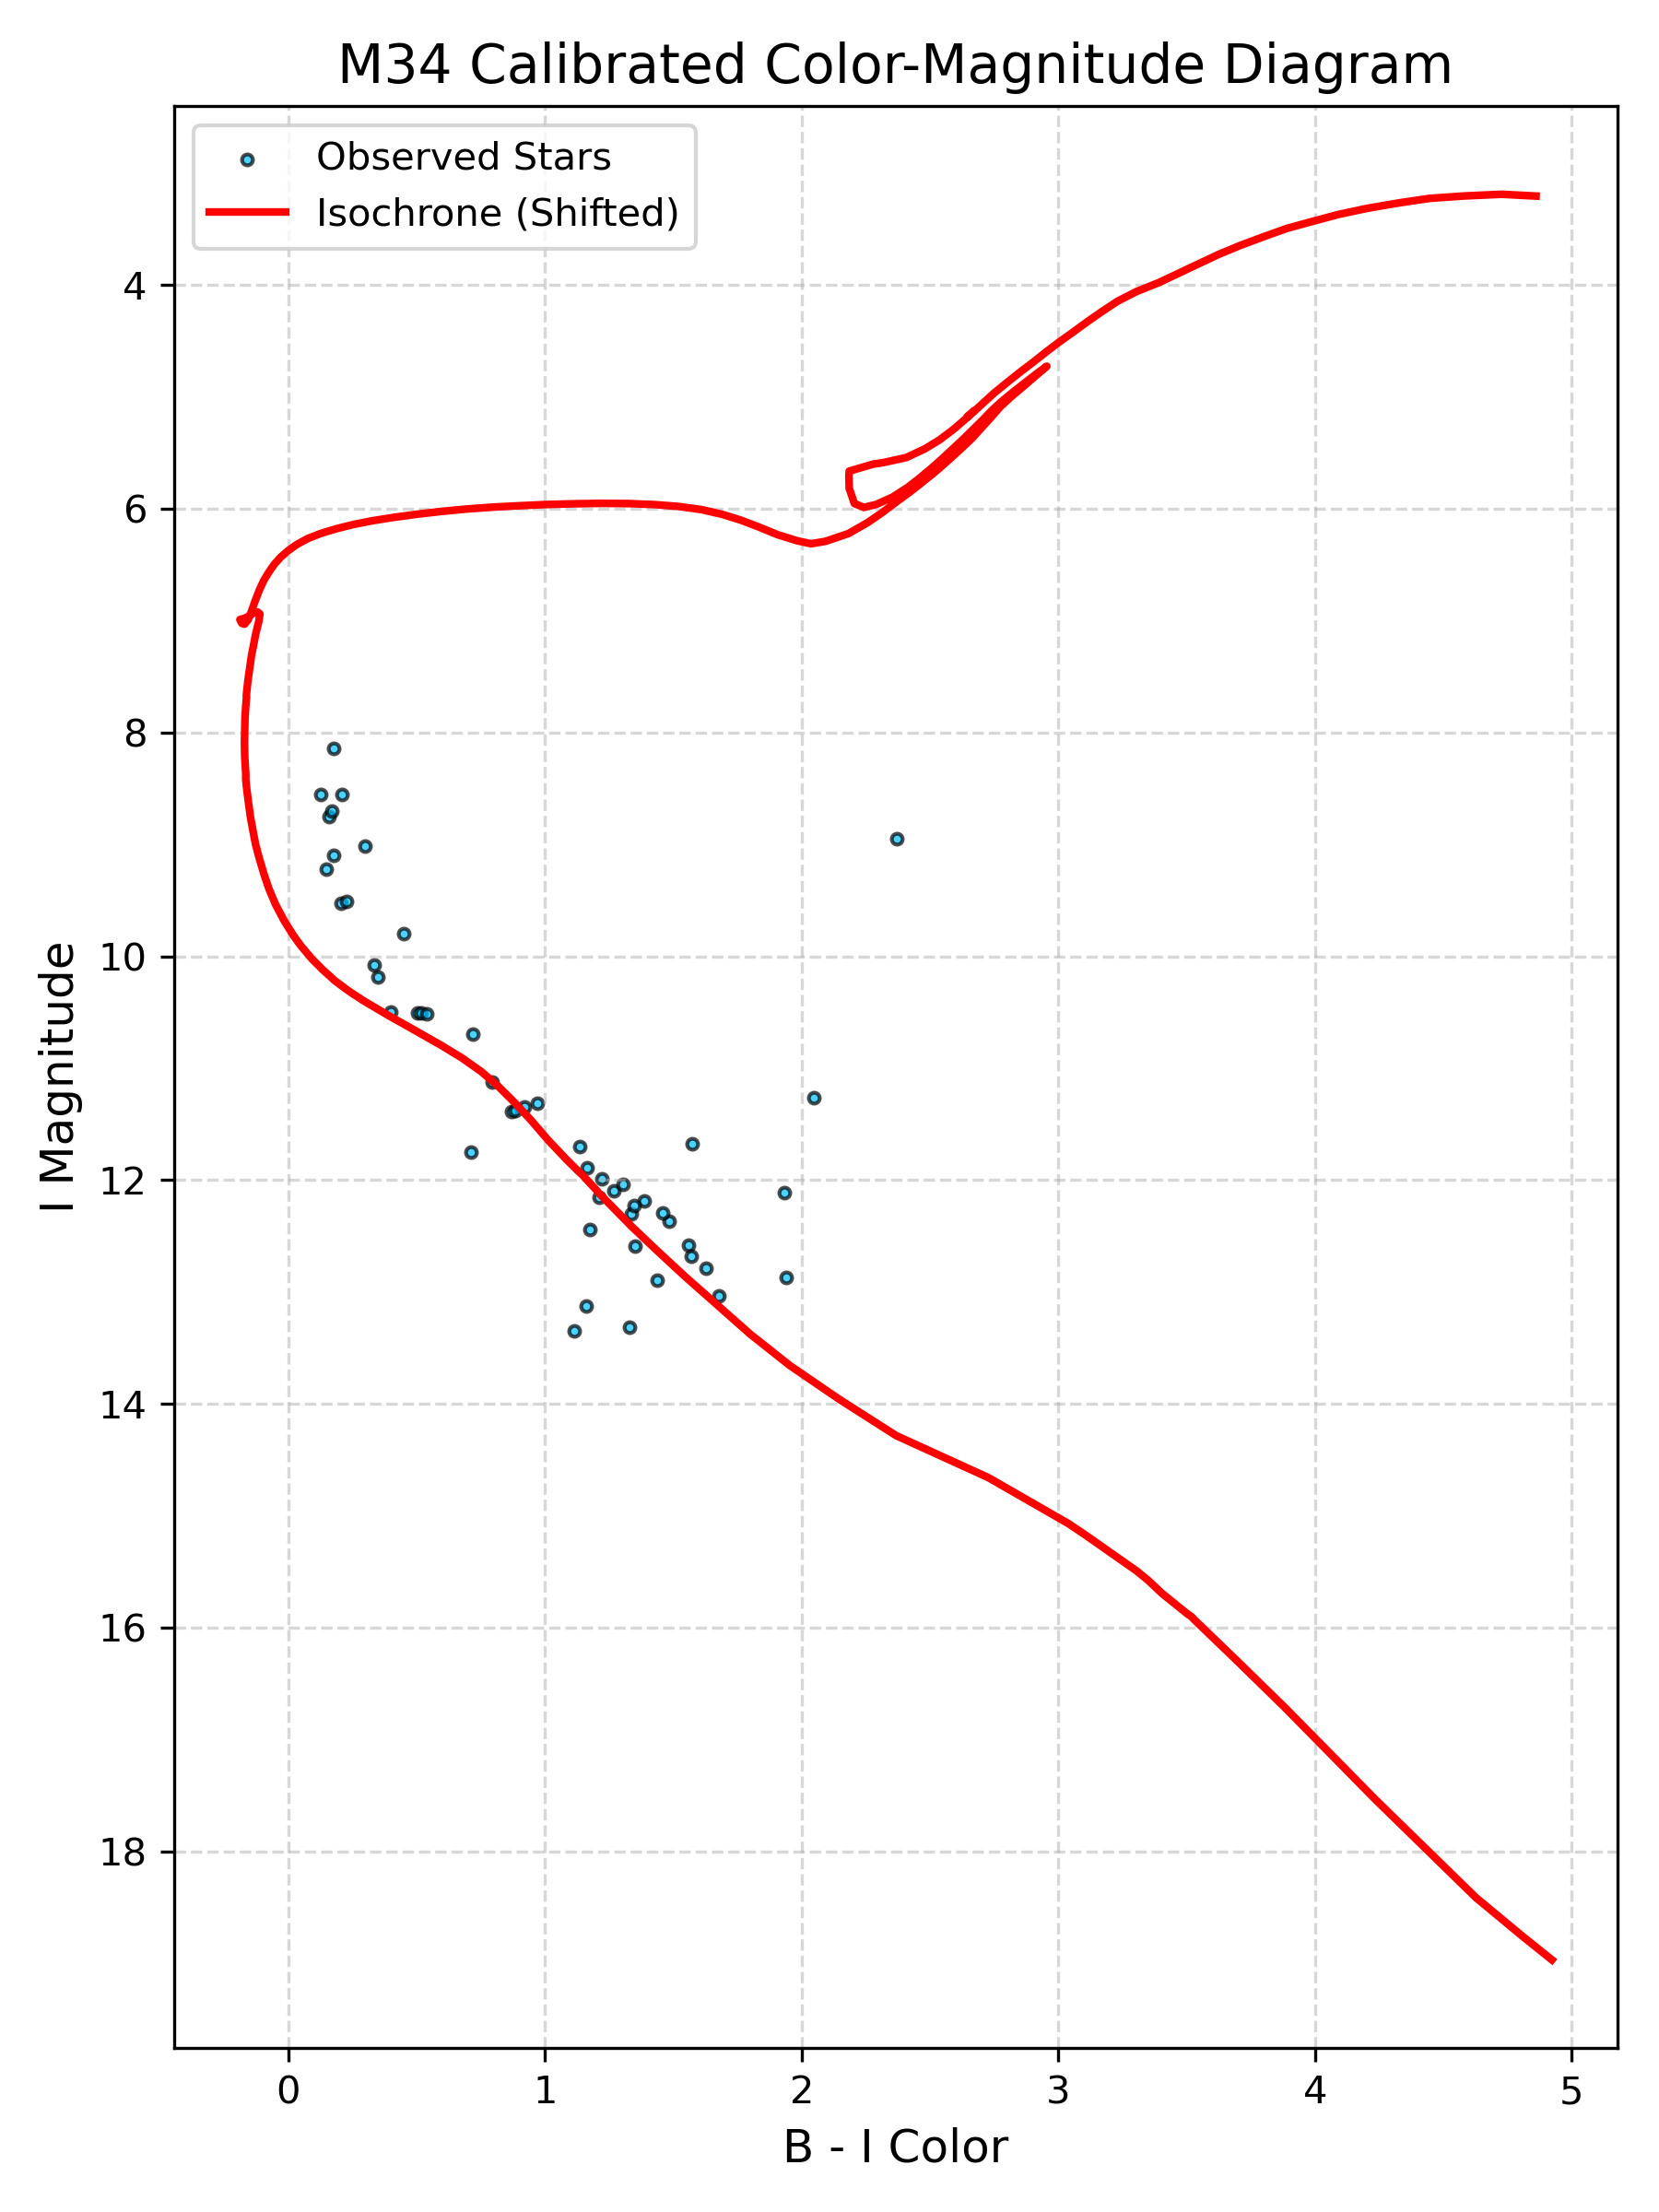 M34 Calibrated Color-Magnitude Diagram
Observed Stars
Isochrone (Shifted)
4
6
8
10
12
14
16
18
I Magnitude
0 1 2 3 4 5
B - I Color